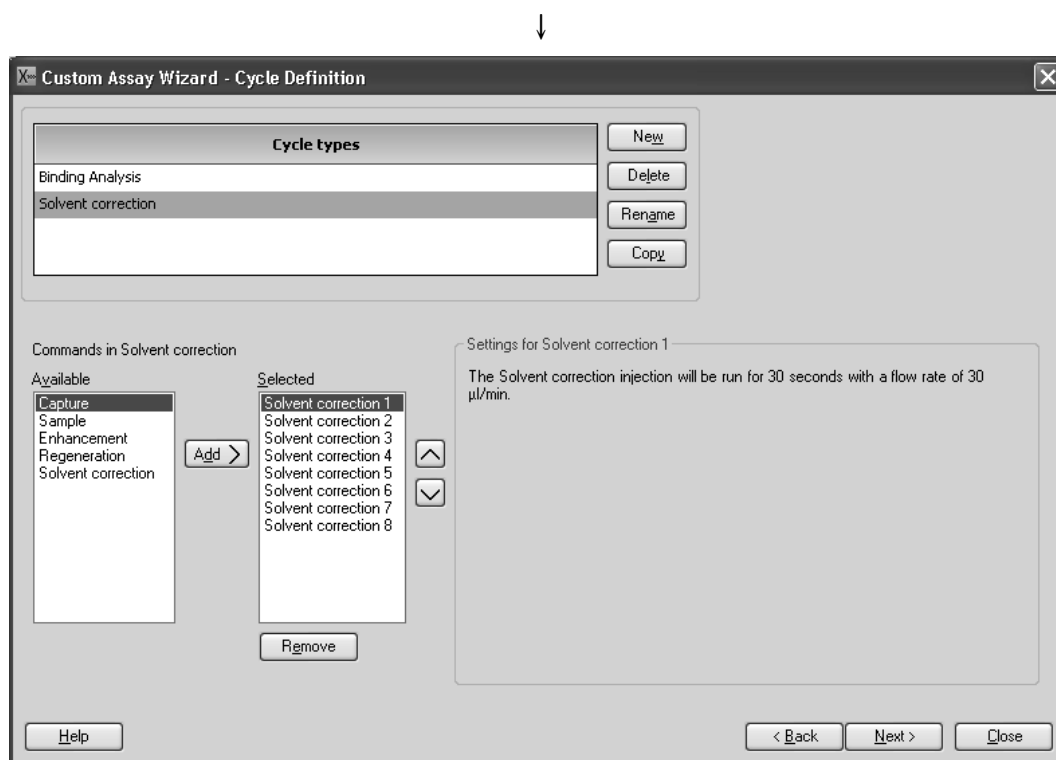 ↓
Custom Assay Wizard - Cycle Definition
Cycle types
Binding Analysis
Solvent correction
New
Delete
Rename
Copy
Commands in Solvent correction
Available
Capture
Sample
Enhancement
Regeneration
Solvent correction
Add >
Selected
Solvent correction 1
Solvent correction 2
Solvent correction 3
Solvent correction 4
Solvent correction 5
Solvent correction 6
Solvent correction 7
Solvent correction 8
Remove
Settings for Solvent correction 1
The Solvent correction injection will be run for 30 seconds with a flow rate of 30
µl/min.
Help
< Back
Next >
Close